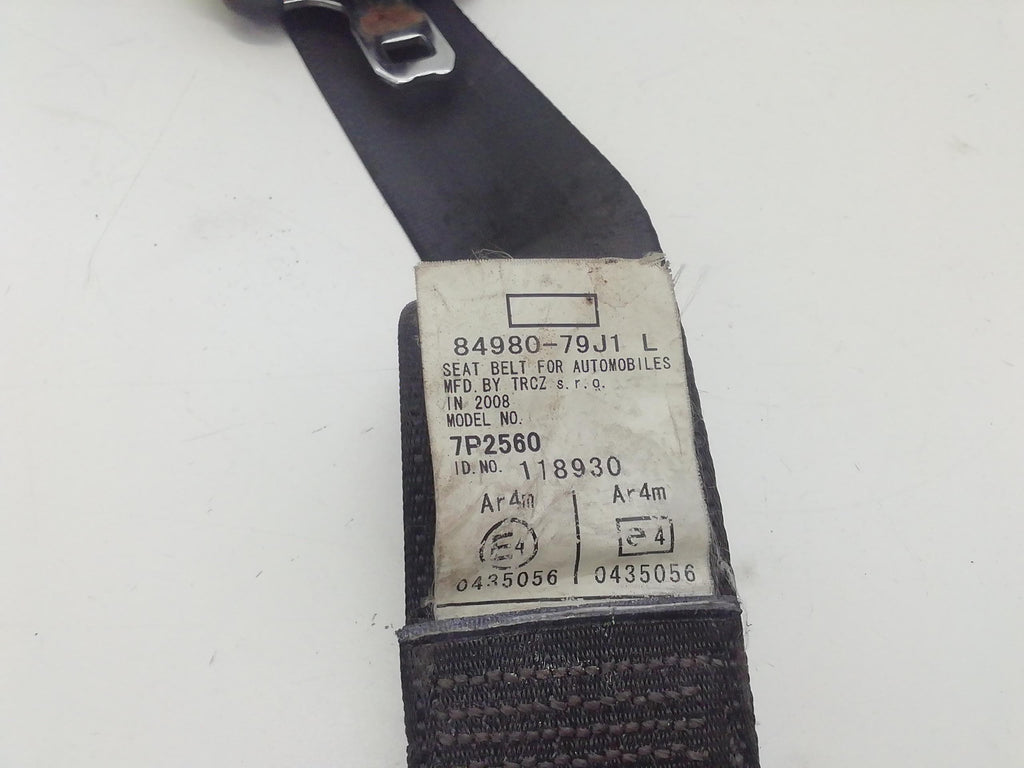 84980-79J1 L
SEAT BELT FOR AUTOMOBILES
MFD. BY TRCZ s.r.o.
IN 2008
MODEL NO.
7P2560
ID.NO. 118930
Ar4m Ar4m
E4 e4
0435056 0435056